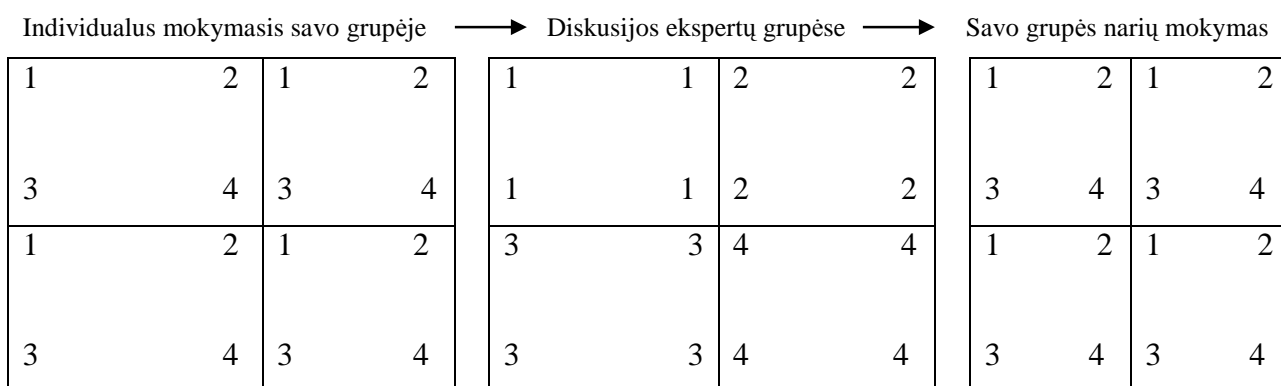 Individualus mokymasis savo grupėje Diskusijos ekspertų grupėse Savo grupės narių mokymas
1 2 1 2 1 1 2 2 1 2 1 2
3 4 3 4 1 1 2 2 3 4 3 4
1 2 1 2 3 3 4 4 1 2 1 2
3 4 3 4 3 3 4 4 3 4 3 4